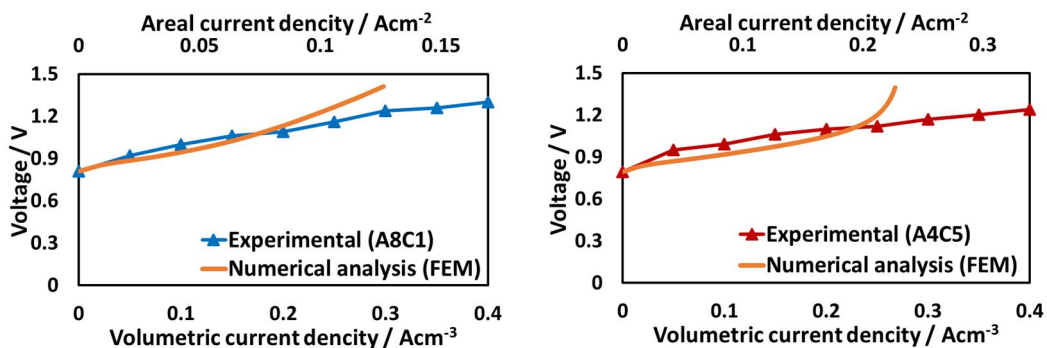 Areal current dencity / Acm-2
0 0.05 0.1 0.15
1.5
1.2
0.9
0.6
0.3
0
Voltage / V
Experimental (A8C1)
Numerical analysis (FEM)
0 0.1 0.2 0.3 0.4
Volumetric current dencity / Acm-3
Areal current dencity / Acm-2
0 0.1 0.2 0.3
1.5
1.2
0.9
0.6
0.3
0
Voltage / V
Experimental (A4C5)
Numerical analysis (FEM)
0 0.1 0.2 0.3 0.4
Volumetric current dencity / Acm-3